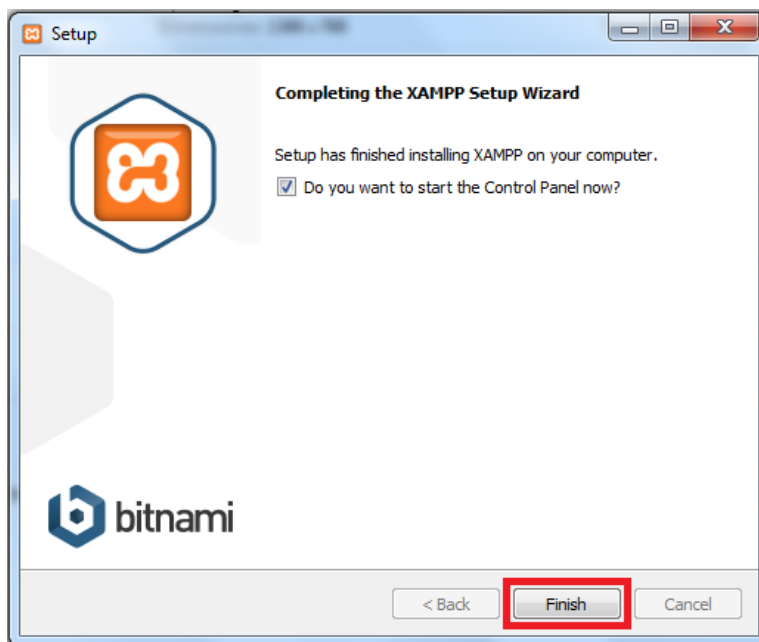 Setup
Completing the XAMPP Setup Wizard
Setup has finished installing XAMPP on your computer.
Do you want to start the Control Panel now?
bitnami
< Back
Finish
Cancel